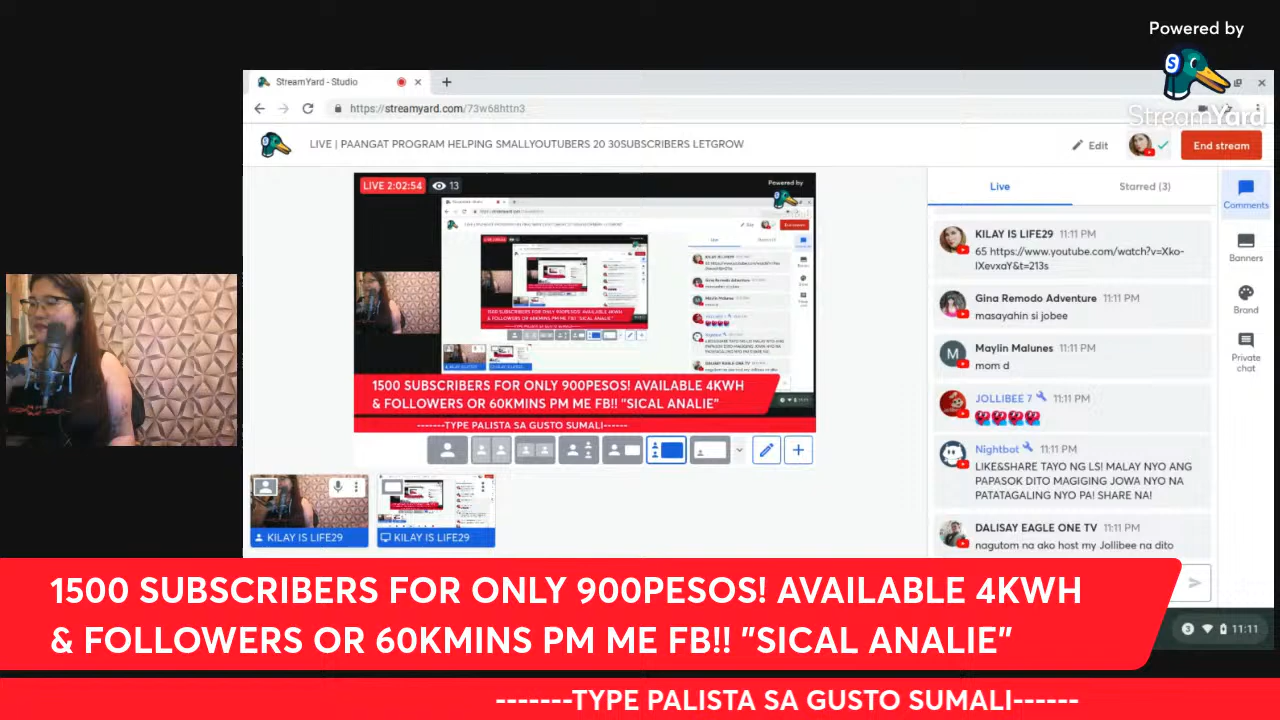 Powered by
StreamYard
StreamYard - Studio
https://streamyard.com/73w68httn3
LIVE | PAANGAT PROGRAM HELPING SMALLYOUTUBERS 20 30SUBSCRIBERS LETGROW
Edit
End stream
LIVE 2:02:54
13
Powered by
1500 SUBSCRIBERS FOR ONLY 900PESOS! AVAILABLE 4KWH
& FOLLOWERS OR 60KMINS PM ME FB!! "SICAL ANALIE"
-------TYPE PALISTA SA GUSTO SUMALI------
KILAY IS LIFE29
KILAY IS LIFE29
Live
Starred (3)
KILAY IS LIFE29 11:11 PM
65 https://www.youtube.com/watch?v=Xko-
IXevxaY&t=213s
Gina Remodo Adventure 11:11 PM
masayahin si jobee
M
Maylin Malunes 11:11 PM
mom d
JOLLIBEE 7 11:11 PM
Nightbot 11:11 PM
LIKE&SHARE TAYO NG LS! MALAY NYO ANG
PAPASOK DITO MAGIGING JOWA NYO NA
PATATAGALING NYO PA! SHARE NA!
DALISAY EAGLE ONE TV 11:11 PM
nagutom na ako host my Jollibee na dito
Comments
Banners
Brand
Private
chat
3
11:11
1500 SUBSCRIBERS FOR ONLY 900PESOS! AVAILABLE 4KWH
& FOLLOWERS OR 60KMINS PM ME FB!! "SICAL ANALIE"
-------TYPE PALISTA SA GUSTO SUMALI------